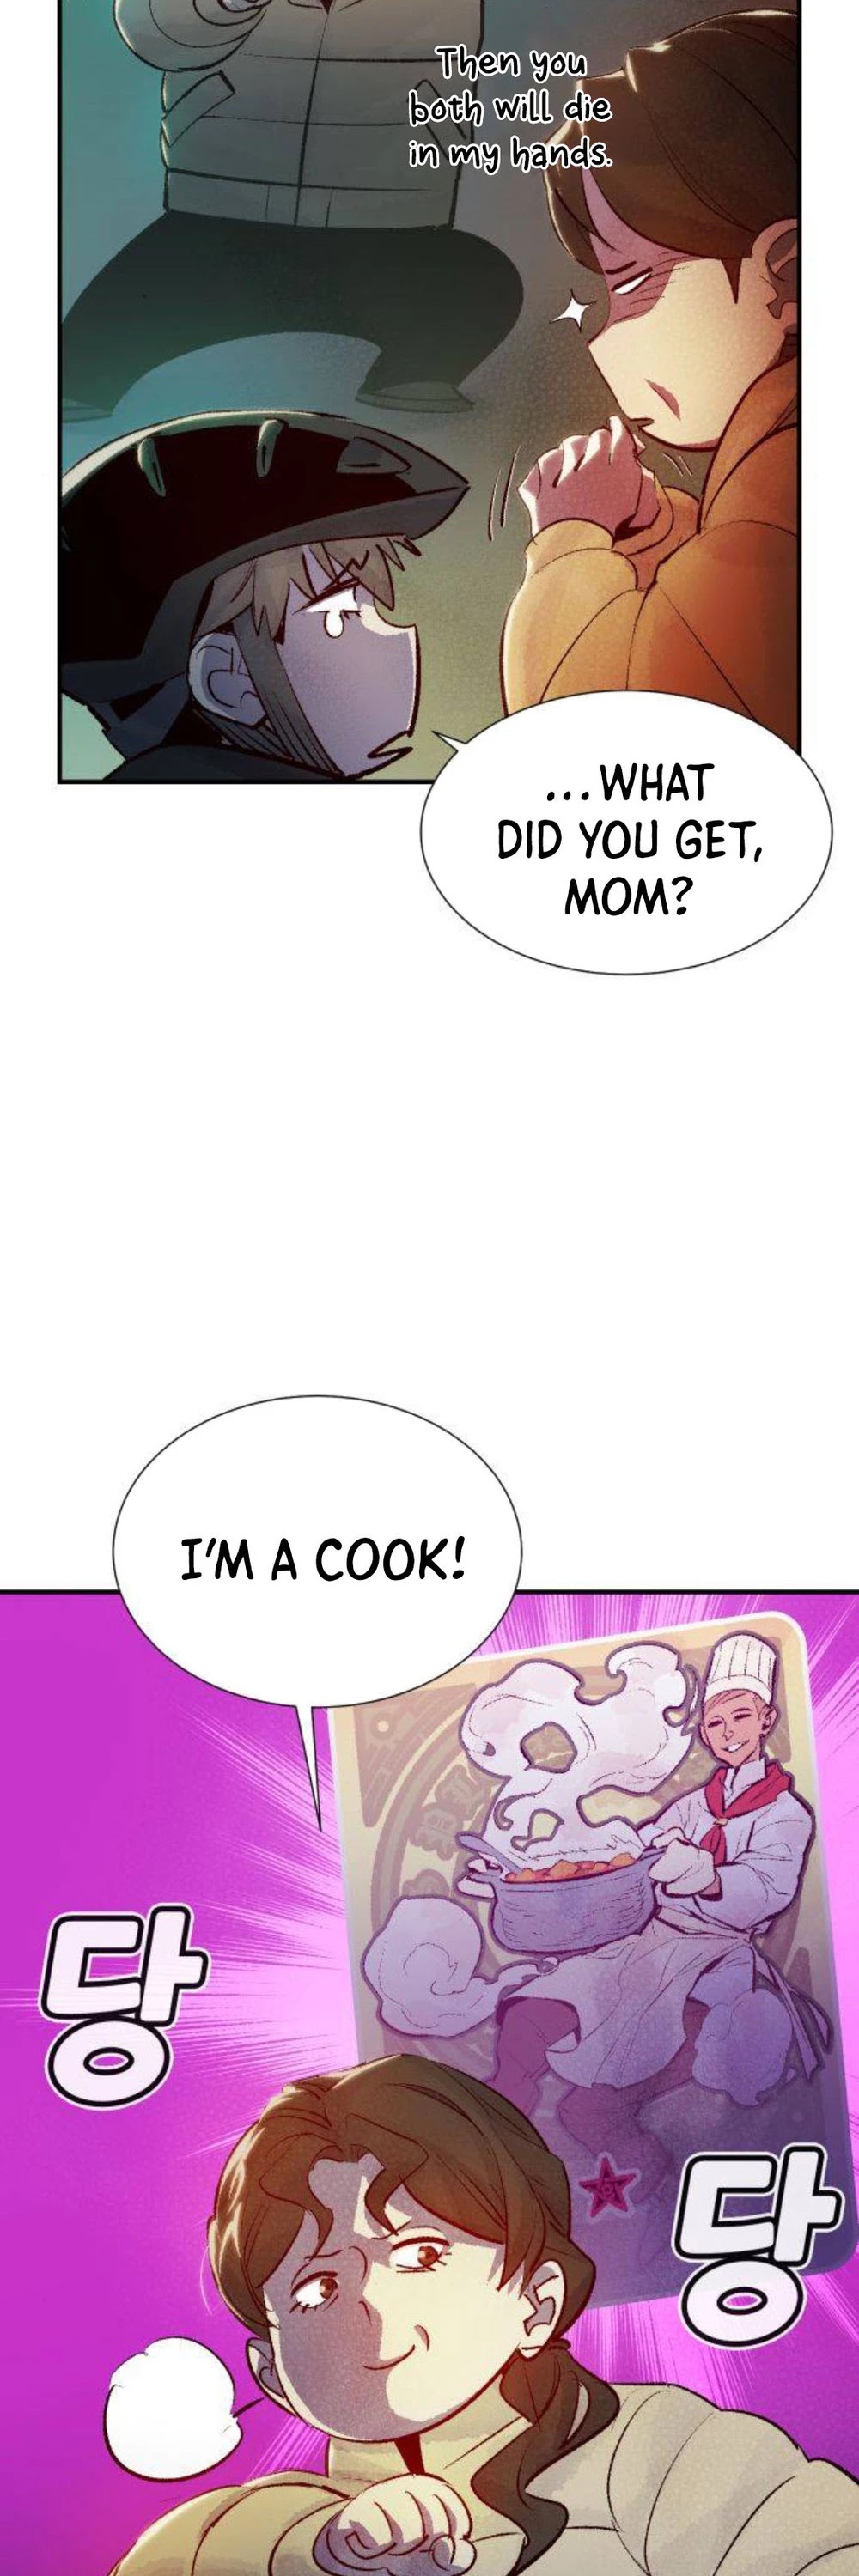 Then you
both will die
in my hands.
...WHAT
DID YOU GET,
MOM?
I'M A COOK!
당
당